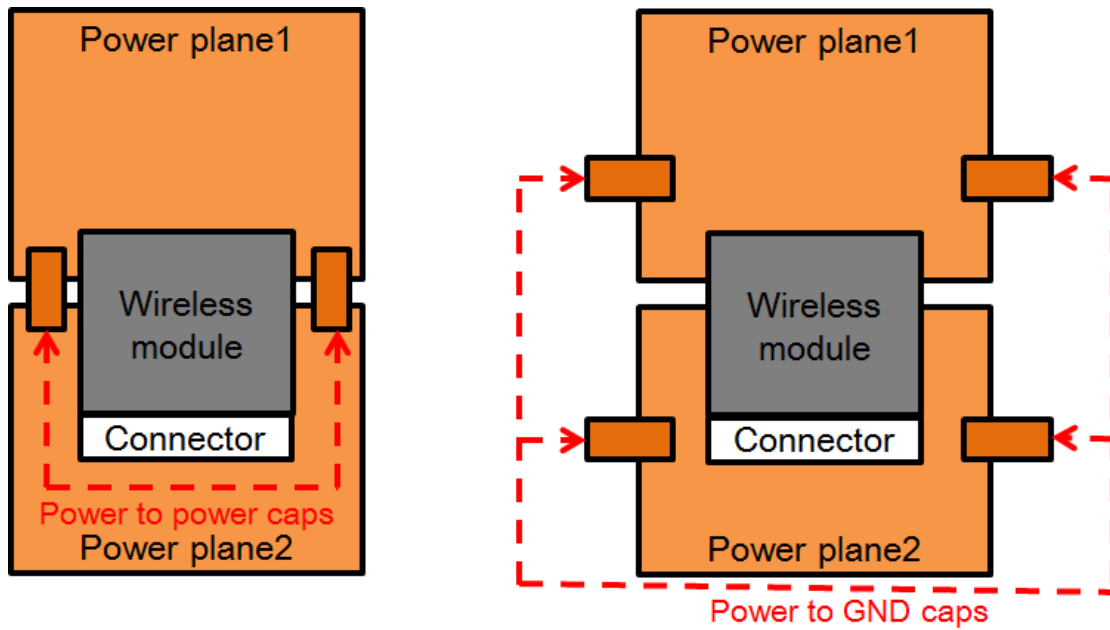 Power plane1
Wireless
module
Connector
Power to power caps
Power plane2
Power plane1
Wireless
module
Connector
Power plane2
Power to GND caps